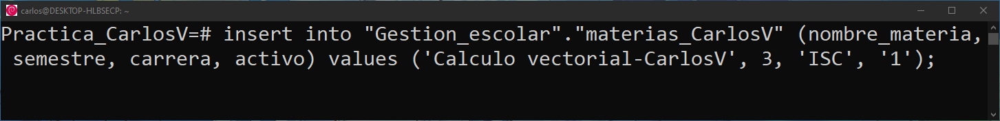 carlos@DESKTOP-HLBSECP: ~
Practica_CarlosV=# insert into "Gestion_escolar"."materias_CarlosV" (nombre_materia,
semestre, carrera, activo) values ('Calculo vectorial-CarlosV', 3, 'ISC', '1');